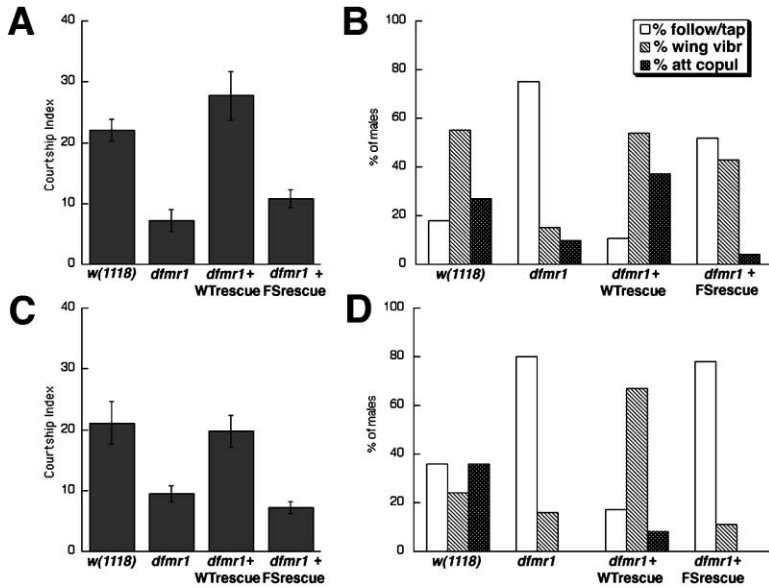 A
40
30
20
10
0
Courtship Index
w(1118)
dfmr1
dfmr1+
WTrescue
dfmr1 +
FSrescue
B
% follow/tap
% wing vibr
% att copul
100
80
60
40
20
0
% of males
w(1118)
dfmr1
dfmr1+
WTrescue
dfmr1 +
FSrescue
C
40
30
20
10
0
Courtship Index
w(1118)
dfmr1
dfmr1+
WTrescue
dfmr1 +
FSrescue
D
100
80
60
40
20
0
% of males
w(1118)
dfmr1
dfmr1+
WTrescue
dfmr1+
FSrescue